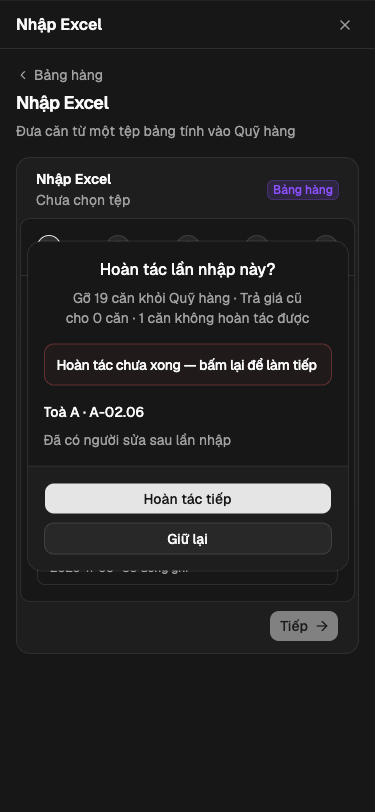 Nhập Excel
Bảng hàng
Nhập Excel
Đưa căn từ một tệp bảng tính vào Quỹ hàng
Nhập Excel
Chưa chọn tệp
Bảng hàng
Hoàn tác lần nhập này?
Gỡ 19 căn khỏi Quỹ hàng · Trả giá cũ
cho 0 căn · 1 căn không hoàn tác được
Hoàn tác chưa xong — bấm lại để làm tiếp
Toà A · A-02.06
Đã có người sửa sau lần nhập
Hoàn tác tiếp
Giữ lại
Tiếp